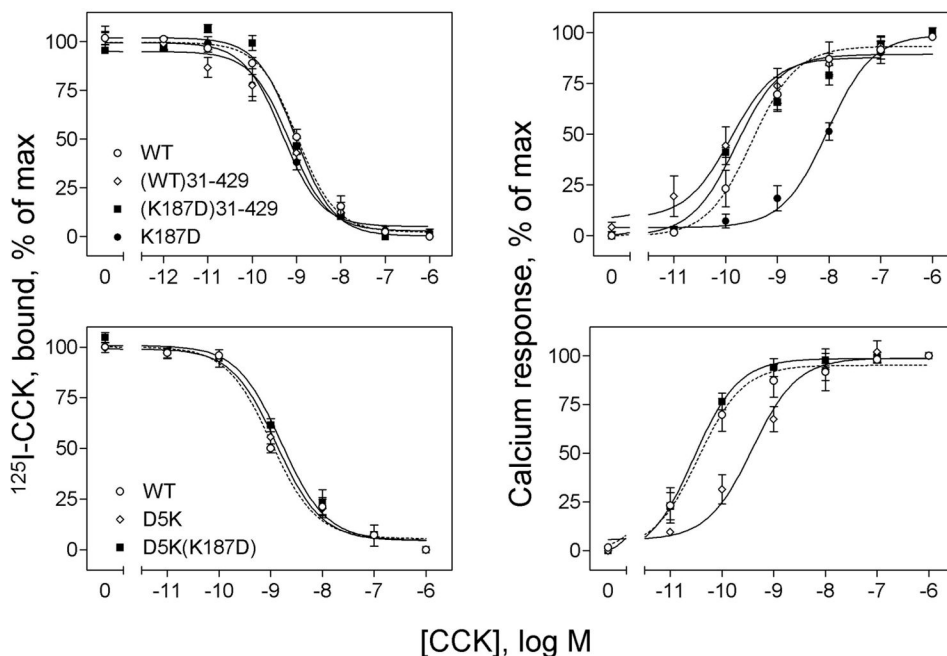 125I-CCK, bound, % of max
100
75
50
25
0
WT
(WT)31-429
(K187D)31-429
K187D
0 -12 -11 -10 -9 -8 -7 -6
Calcium response, % of max
100
75
50
25
0
0 -11 -10 -9 -8 -7 -6
100
75
50
25
0
WT
D5K
D5K(K187D)
0 -11 -10 -9 -8 -7 -6
100
75
50
25
0
0 -11 -10 -9 -8 -7 -6
[CCK], log M